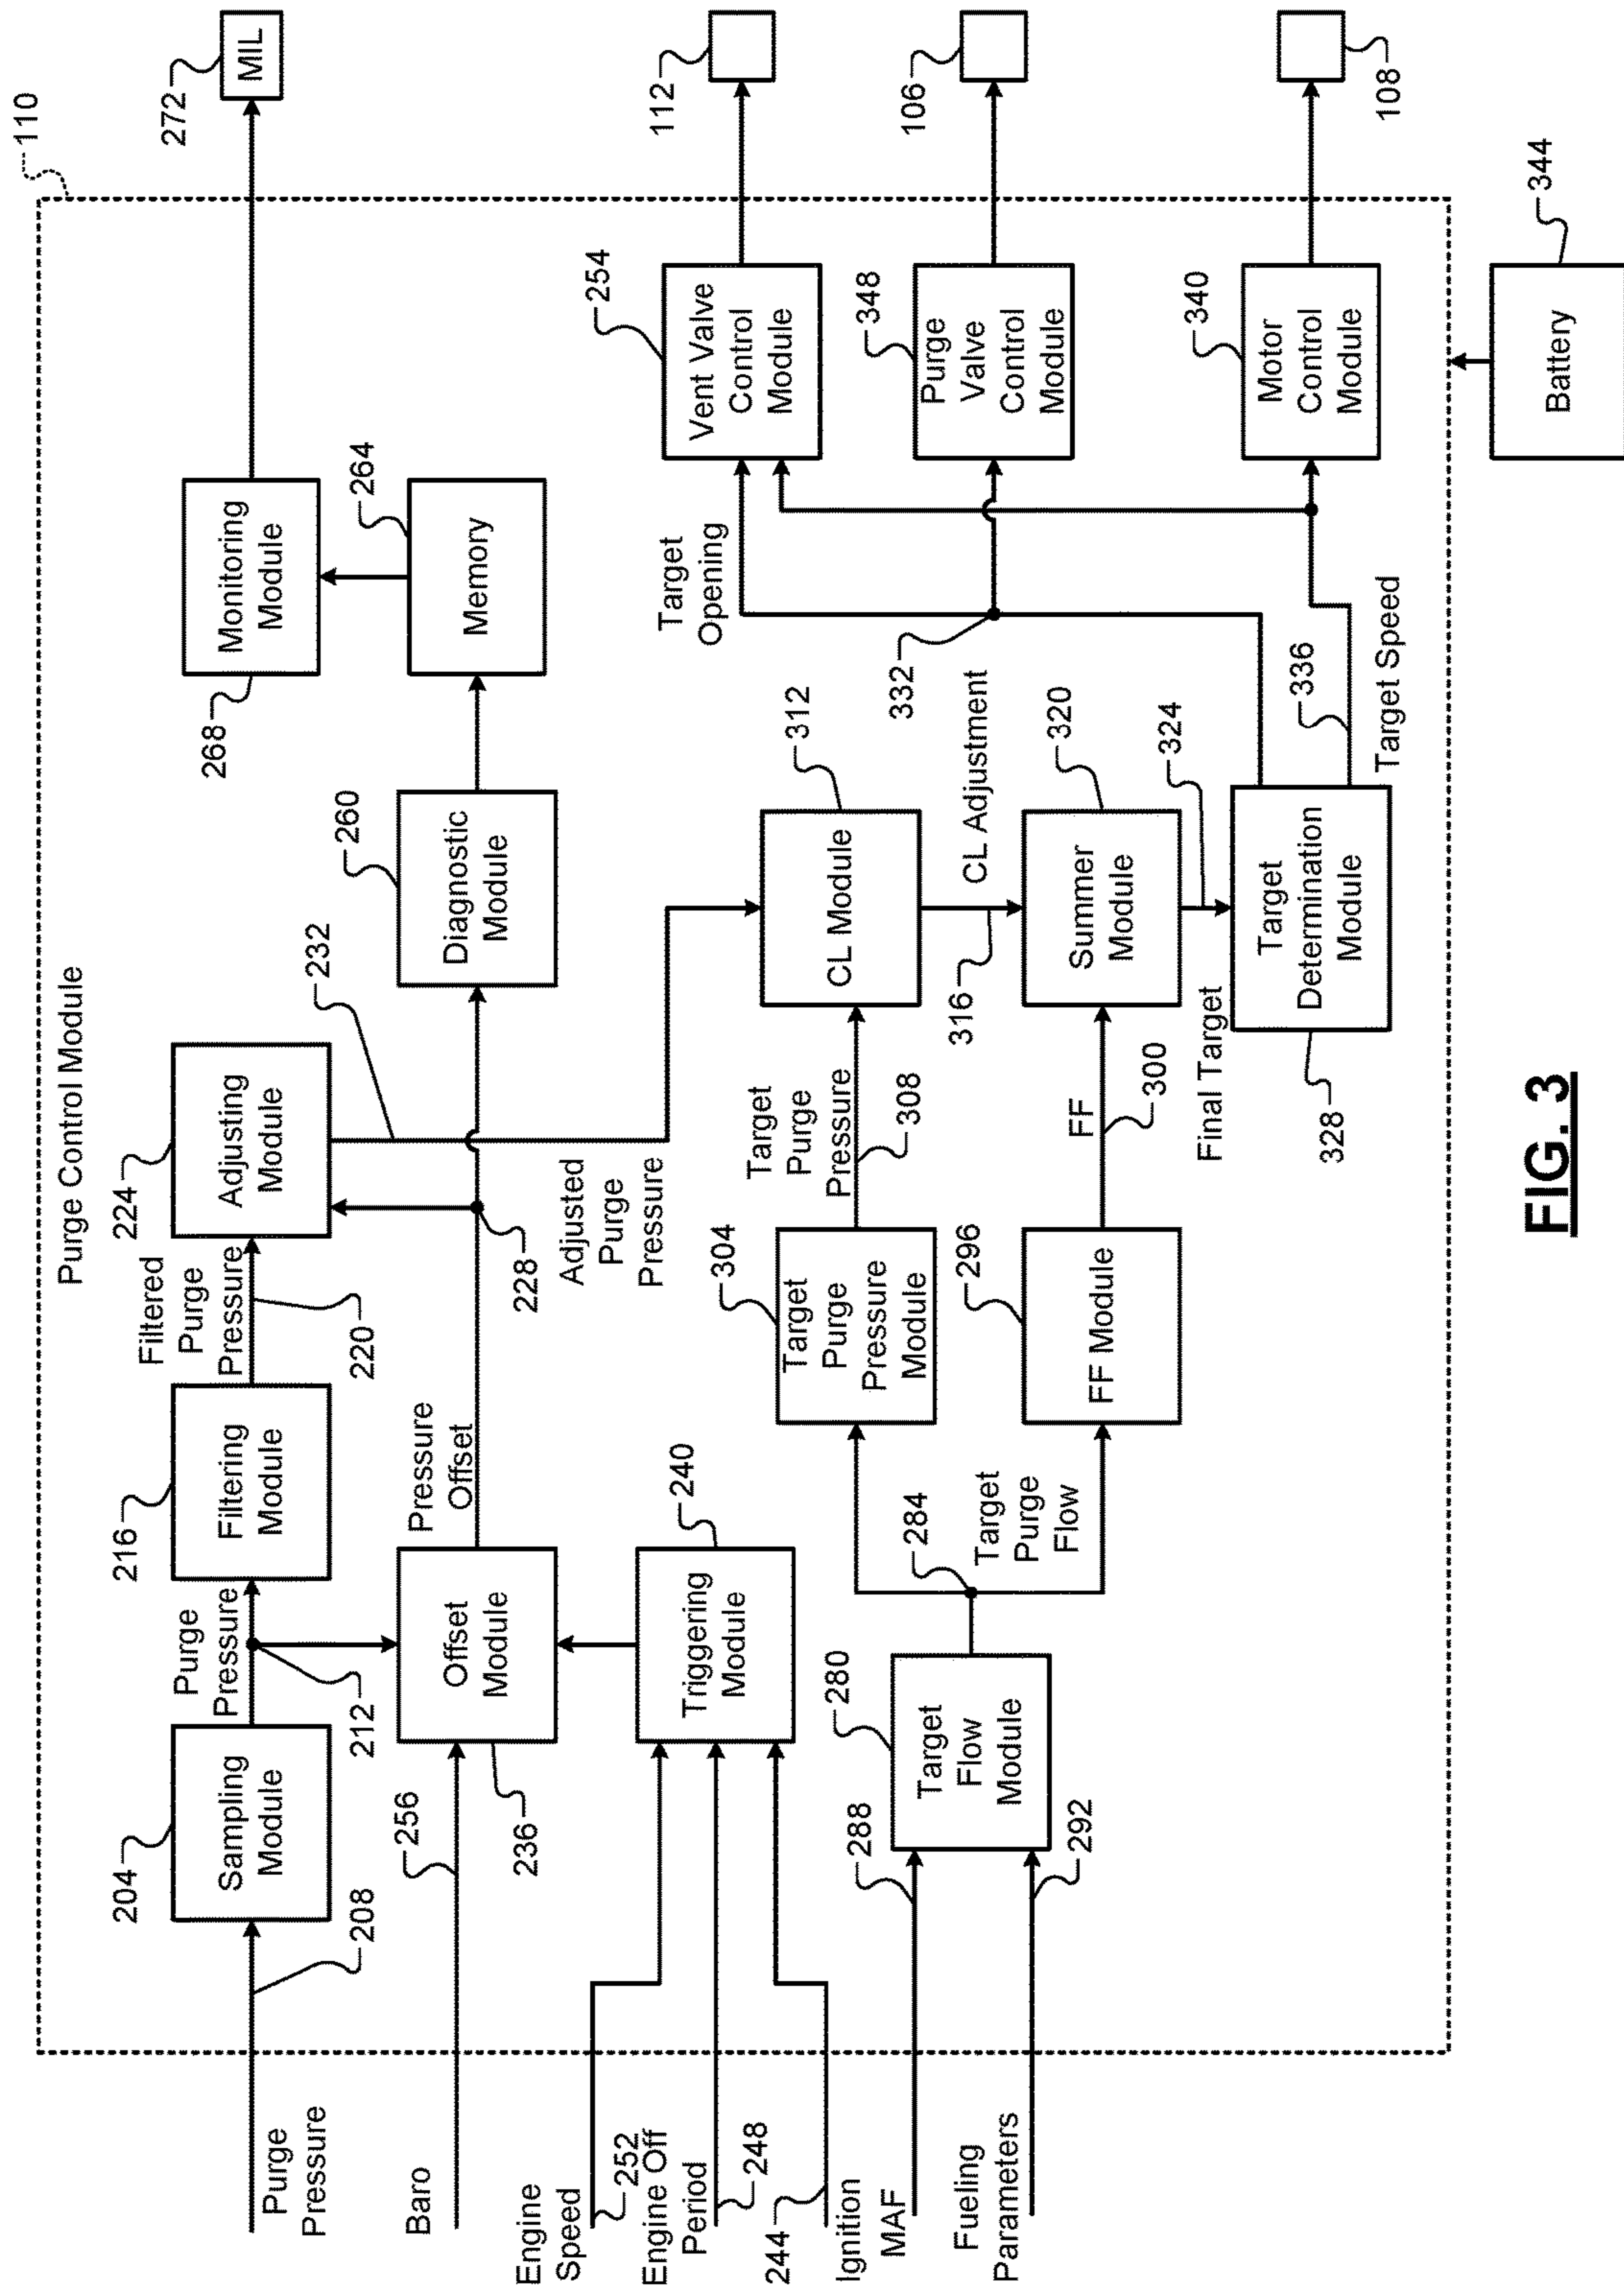 Purge Control Module
110
Purge
Pressure
208
204
Sampling
Module
Purge
Pressure
212
216
Filtering
Module
Filtered
Purge
Pressure
220
224
Adjusting
Module
232
268
Monitoring
Module
272
MIL
Baro
256
236
Offset
Module
Pressure
Offset
228
Adjusted
Purge
Pressure
260
Diagnostic
Module
264
Memory
Engine
Speed
252
Engine Off
Period
248
244
Ignition
240
Triggering
Module
MAF
288
Fueling
Parameters
292
280
Target
Flow
Module
284
Target
Purge
Flow
304
Target
Purge
Pressure
Module
Target
Purge
Pressure
308
312
CL Module
316
CL Adjustment
296
FF Module
FF
300
320
Summer
Module
Final Target
324
328
Target
Determination
Module
Target
Opening
332
336
Target Speed
254
Vent Valve
Control
Module
112
348
Purge
Valve
Control
Module
106
340
Motor
Control
Module
108
344
Battery
FIG. 3